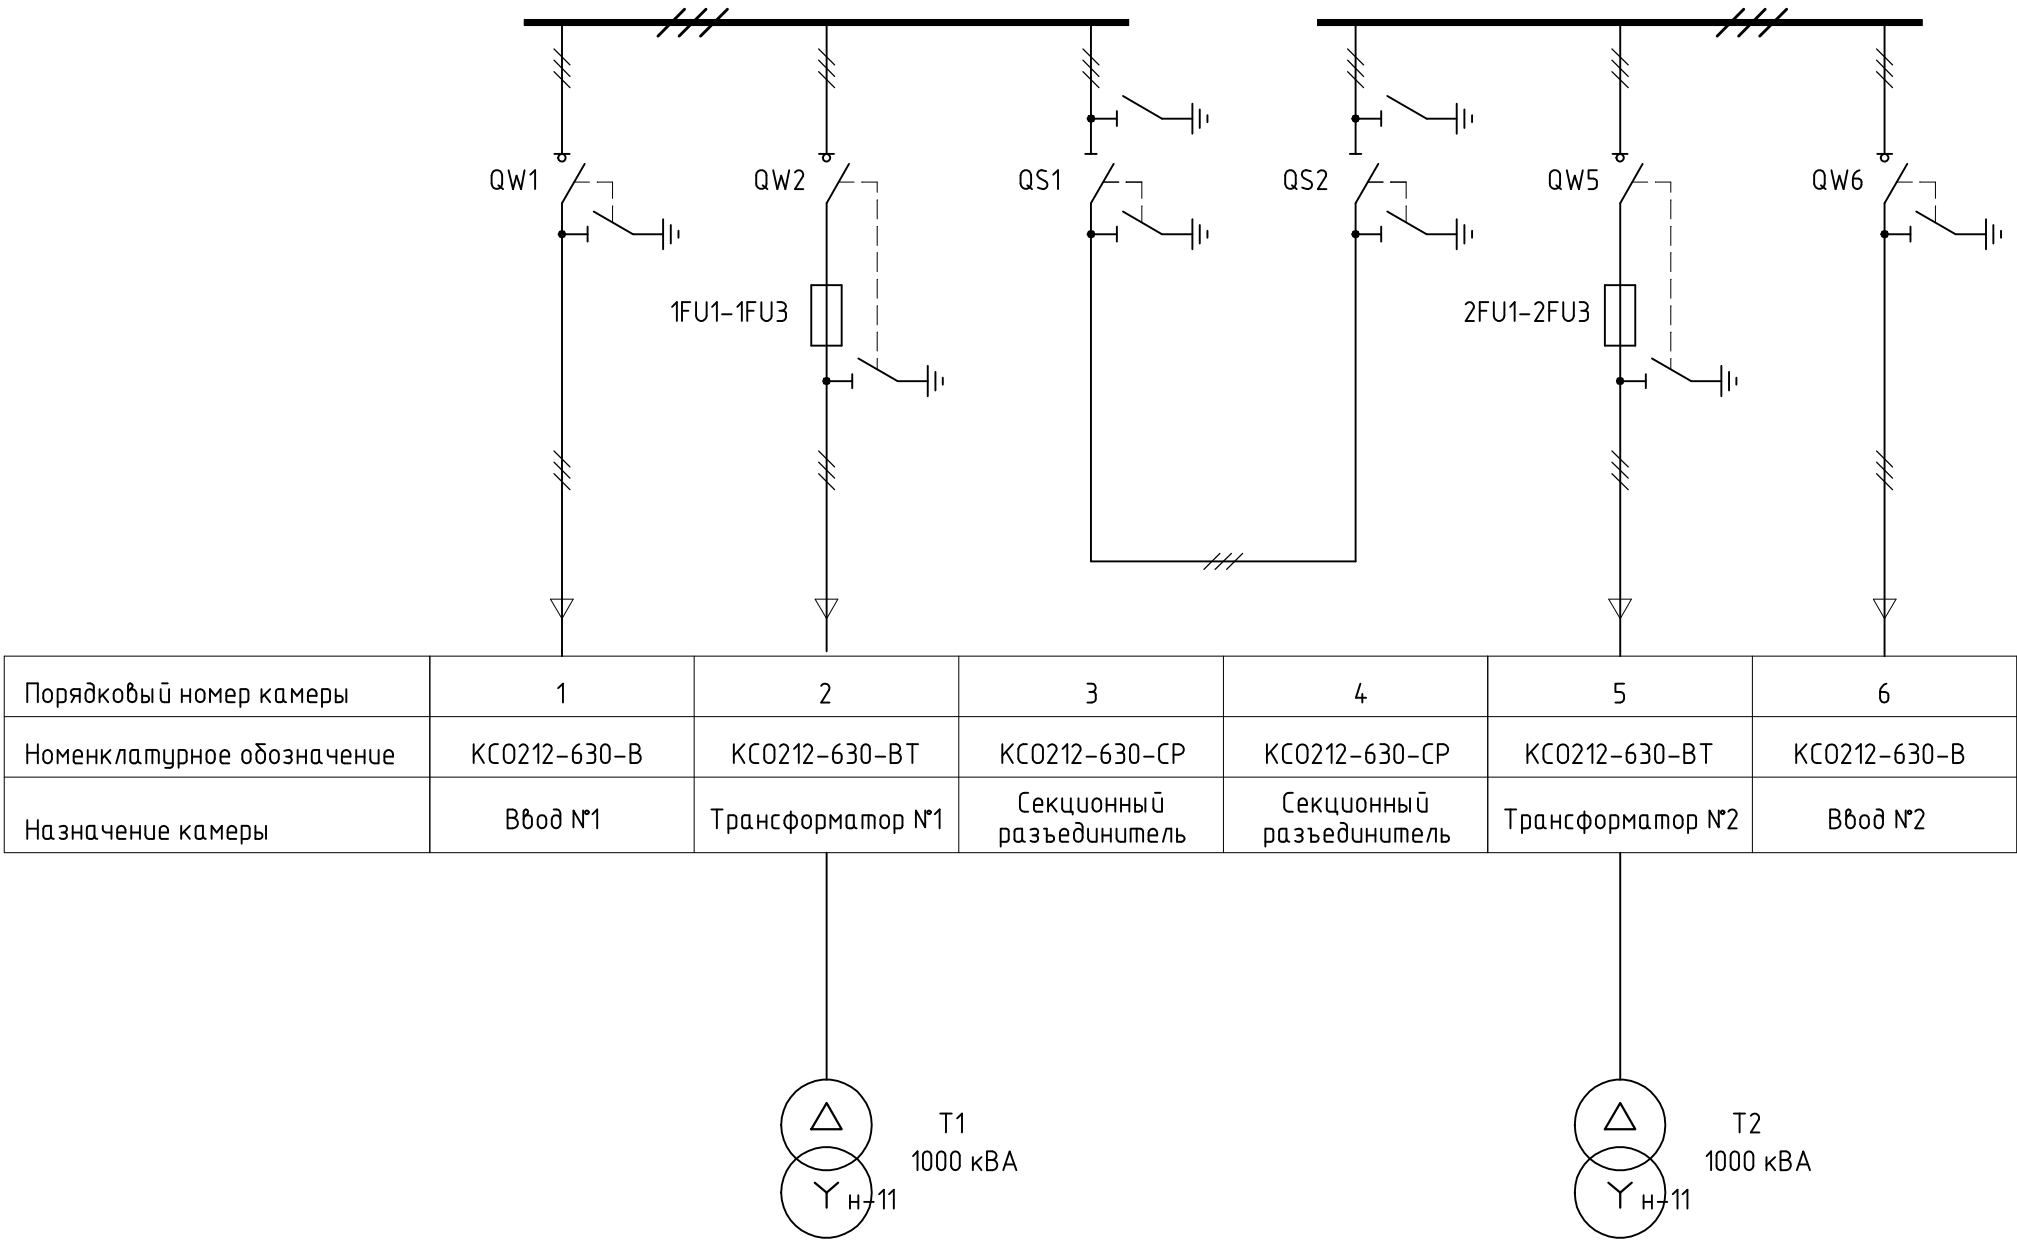 QW1
QW2
QS1
QS2
QW5
QW6
1FU1-1FU3
2FU1-2FU3
Порядковый номер камеры 1 2 3 4 5 6
Номенклатурное обозначение КСО212-630-В КСО212-630-ВТ КСО212-630-СР КСО212-630-СР КСО212-630-ВТ КСО212-630-В
Назначение камеры
Ввод №1
Трансформатор №1
Секционный
разъединитель
Секционный
разъединитель
Трансформатор №2
Ввод №2
Т1
1000 кВА
н-11
Т2
1000 кВА
н-11